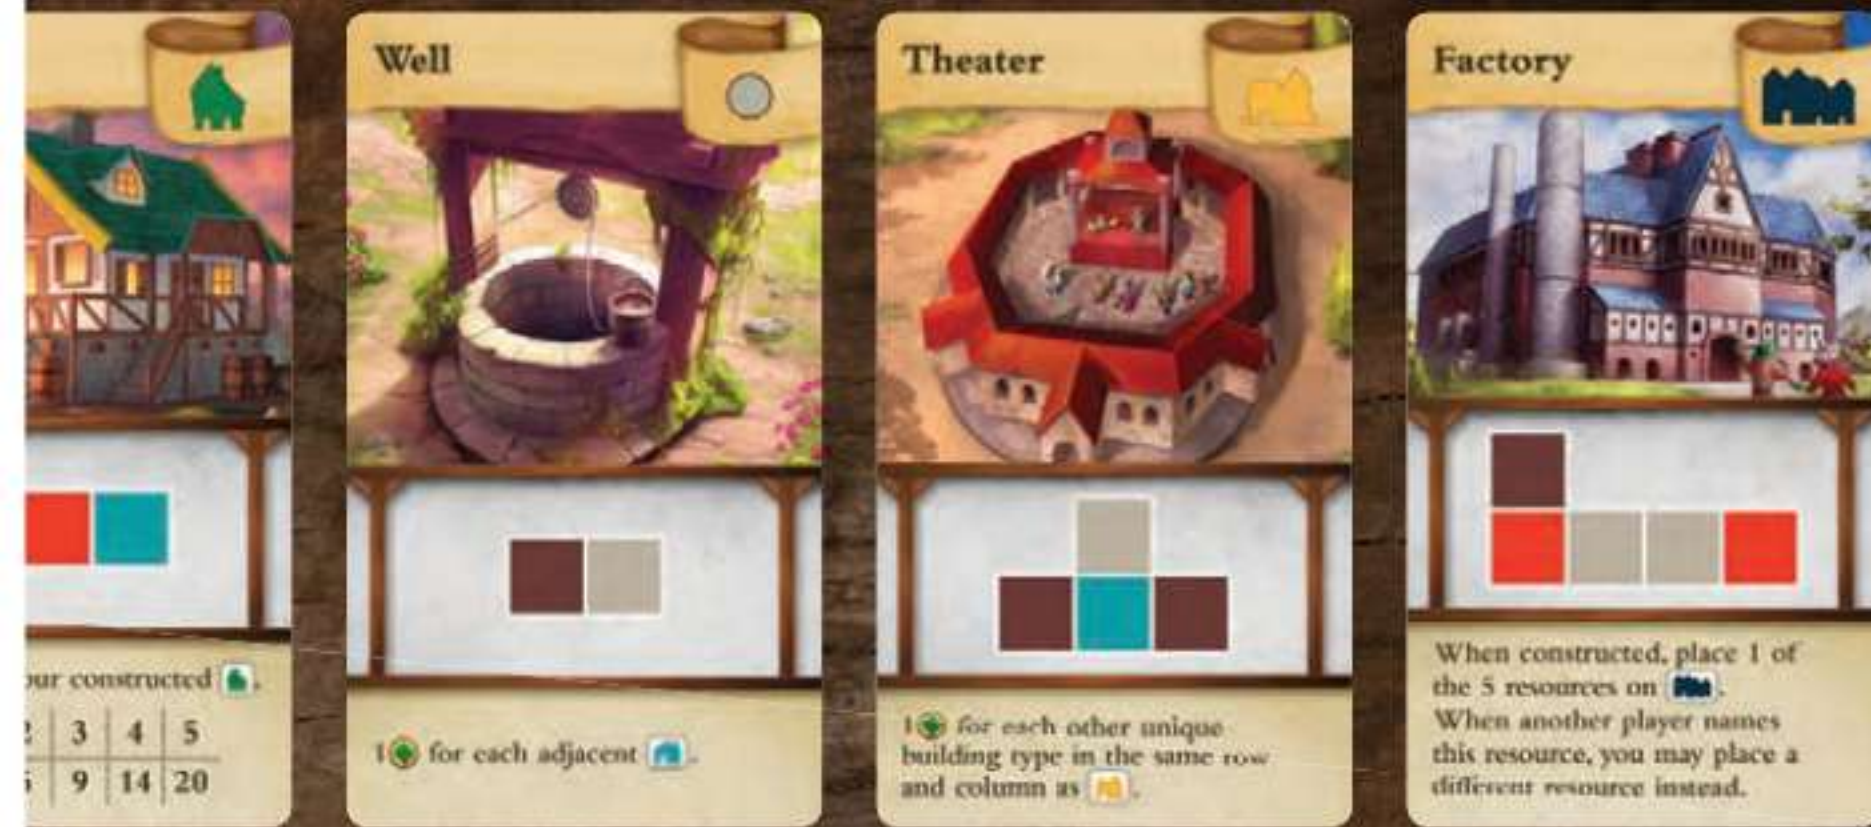 our constructed
3 4 5
9 14 20
Well
1 for each adjacent
Theater
1 for each other unique
building type in the same row
and column as
Factory
When constructed, place 1 of
the 5 resources on
When another player names
this resource, you may place a
different resource instead.